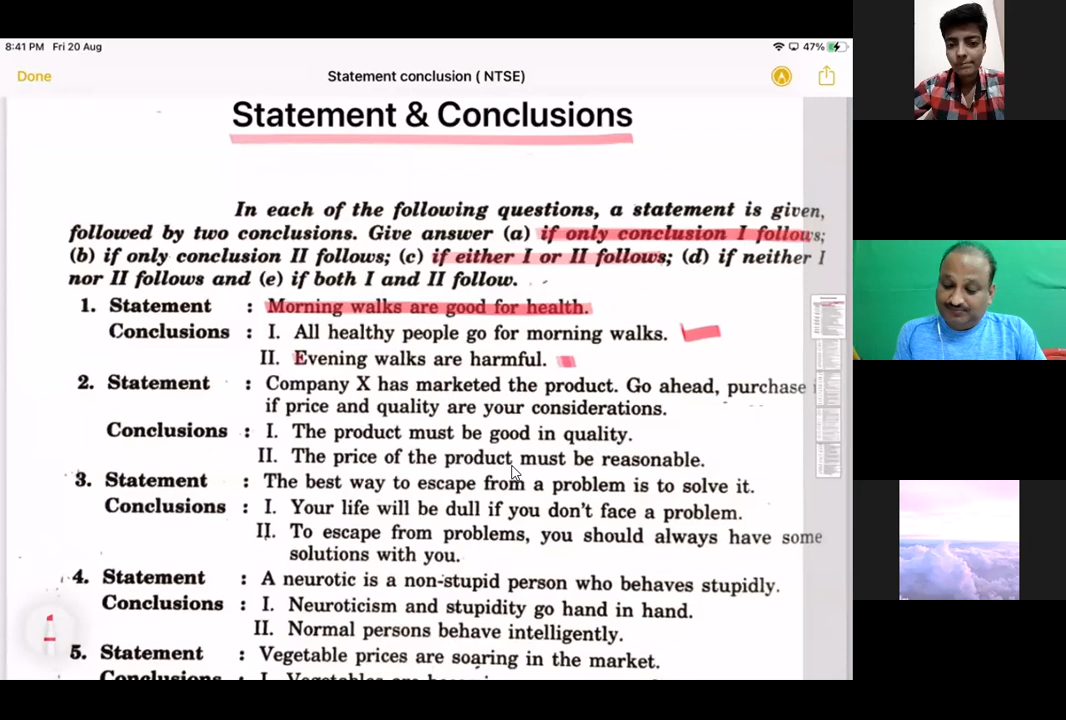 8:41 PM Fri 20 Aug
47%
Done
Statement conclusion ( NTSE)
Statement & Conclusions
In each of the following questions, a statement is given,
followed by two conclusions. Give answer (a) if only conclusion I follows;
(b) if only conclusion II follows; (c) if either I or II follows; (d) if neither I
nor II follows and (e) if both I and II follow.
1. Statement : Morning walks are good for health.
Conclusions : I. All healthy people go for morning walks.
II. Evening walks are harmful.
2. Statement : Company X has marketed the product. Go ahead, purchase
if price and quality are your considerations.
Conclusions : I. The product must be good in quality.
II. The price of the product must be reasonable.
3. Statement : The best way to escape from a problem is to solve it.
Conclusions : I. Your life will be dull if you don't face a problem.
II. To escape from problems, you should always have some
solutions with you.
4. Statement : A neurotic is a non-stupid person who behaves stupidly.
Conclusions : I. Neuroticism and stupidity go hand in hand.
II. Normal persons behave intelligently.
5. Statement : Vegetable prices are soaring in the market.
Conclusions : I. Vegetables are